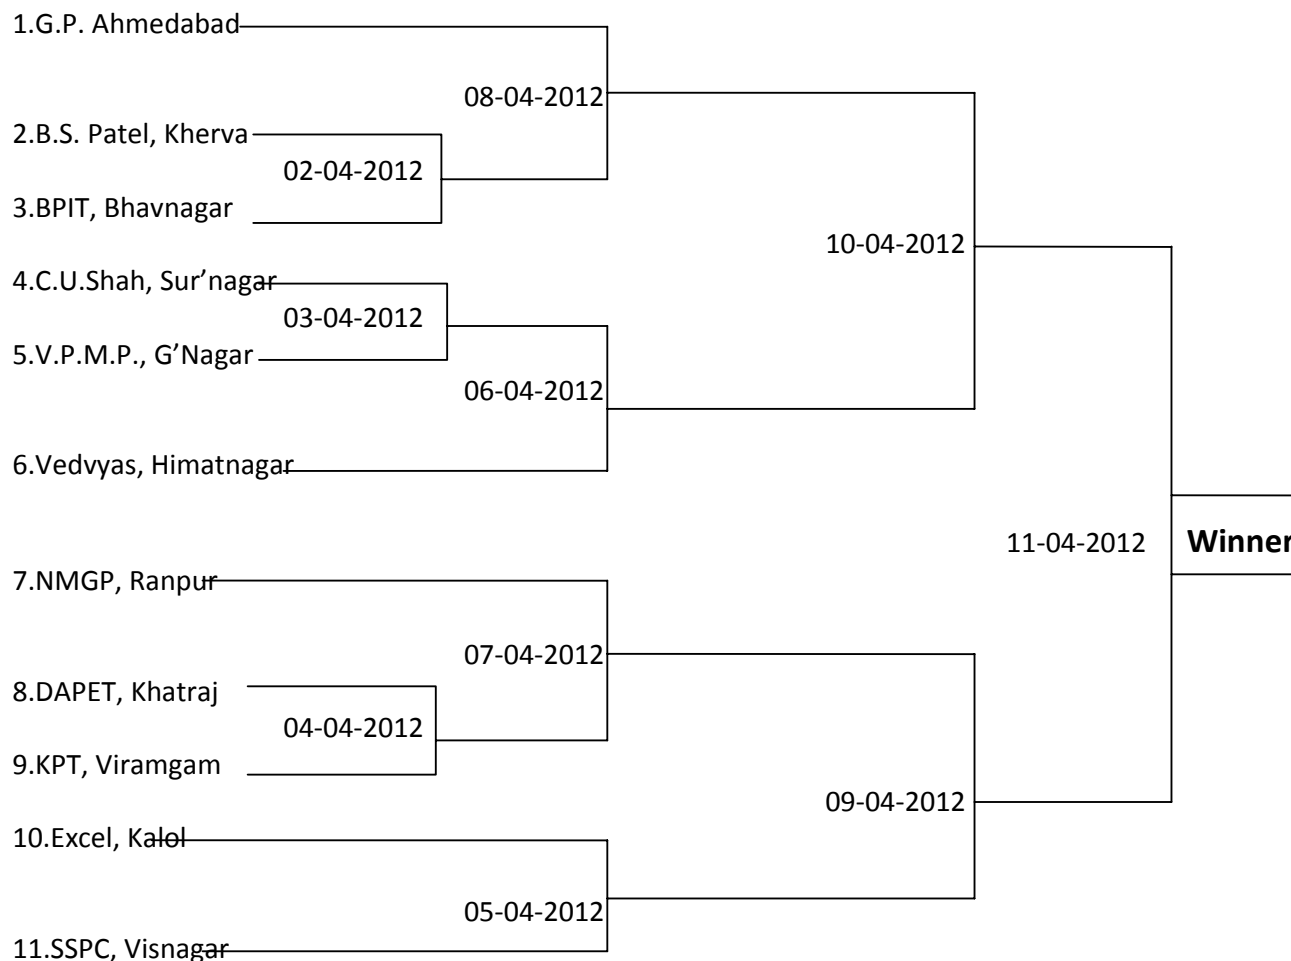 1.G.P. Ahmedabad
08-04-2012
2.B.S. Patel, Kherva
02-04-2012
3.BPIT, Bhavnagar
10-04-2012
4.C.U.Shah, Sur’nagar
03-04-2012
5.V.P.M.P., G’Nagar
06-04-2012
6.Vedvyas, Himatnagar
11-04-2012
Winner
7.NMGP, Ranpur
07-04-2012
8.DAPET, Khatraj
04-04-2012
9.KPT, Viramgam
09-04-2012
10.Excel, Kalol
05-04-2012
11.SSPC, Visnagar